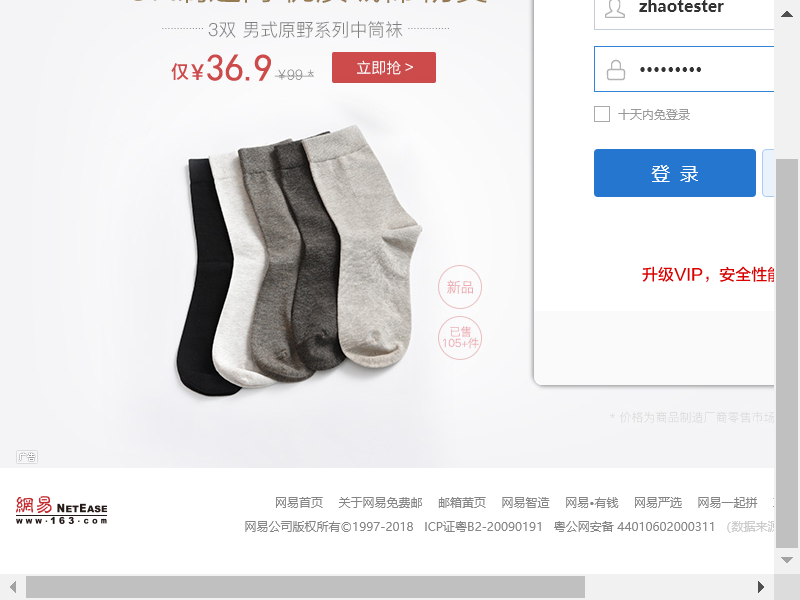 3双 男式原野系列中筒袜
仅¥36.9 ¥99 * 立即抢 >
新品
已售
105+件
广告
zhaotester
•••••••••
十天内免登录
登 录
升级VIP，安全性能
* 价格为商品制造厂商零售市场
網易 NETEASE
www.163.com
网易首页 关于网易免费邮 邮箱黄页 网易智造 网易•有钱 网易严选 网易一起拼
网易公司版权所有©1997-2018 ICP证粤B2-20090191 粤公网安备 44010602000311 (数据来源